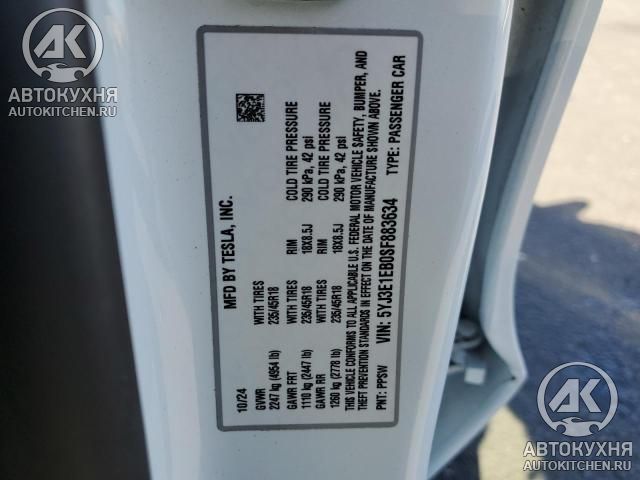 AK
АВТОКУХНЯ
AUTOKITCHEN.RU
10/24
MFD BY TESLA, INC.
GVWR
2247 kg (4954 lb)
GAWR FRT WITH TIRES RIM COLD TIRE PRESSURE
1110 kg (2447 lb) 235/45R18 18X8.5J 290 kPa, 42 psi
GAWR RR WITH TIRES RIM COLD TIRE PRESSURE
1260 kg (2778 lb) 235/45R18 18X8.5J 290 kPa, 42 psi
THIS VEHICLE CONFORMS TO ALL APPLICABLE U.S. FEDERAL MOTOR VEHICLE SAFETY, BUMPER, AND
THEFT PREVENTION STANDARDS IN EFFECT ON THE DATE OF MANUFACTURE SHOWN ABOVE.
VIN: 5YJ3E1EB0SF883634 TYPE: PASSENGER CAR
PNT: PPSW
AK
АВТОКУХНЯ
AUTOKITCHEN.RU